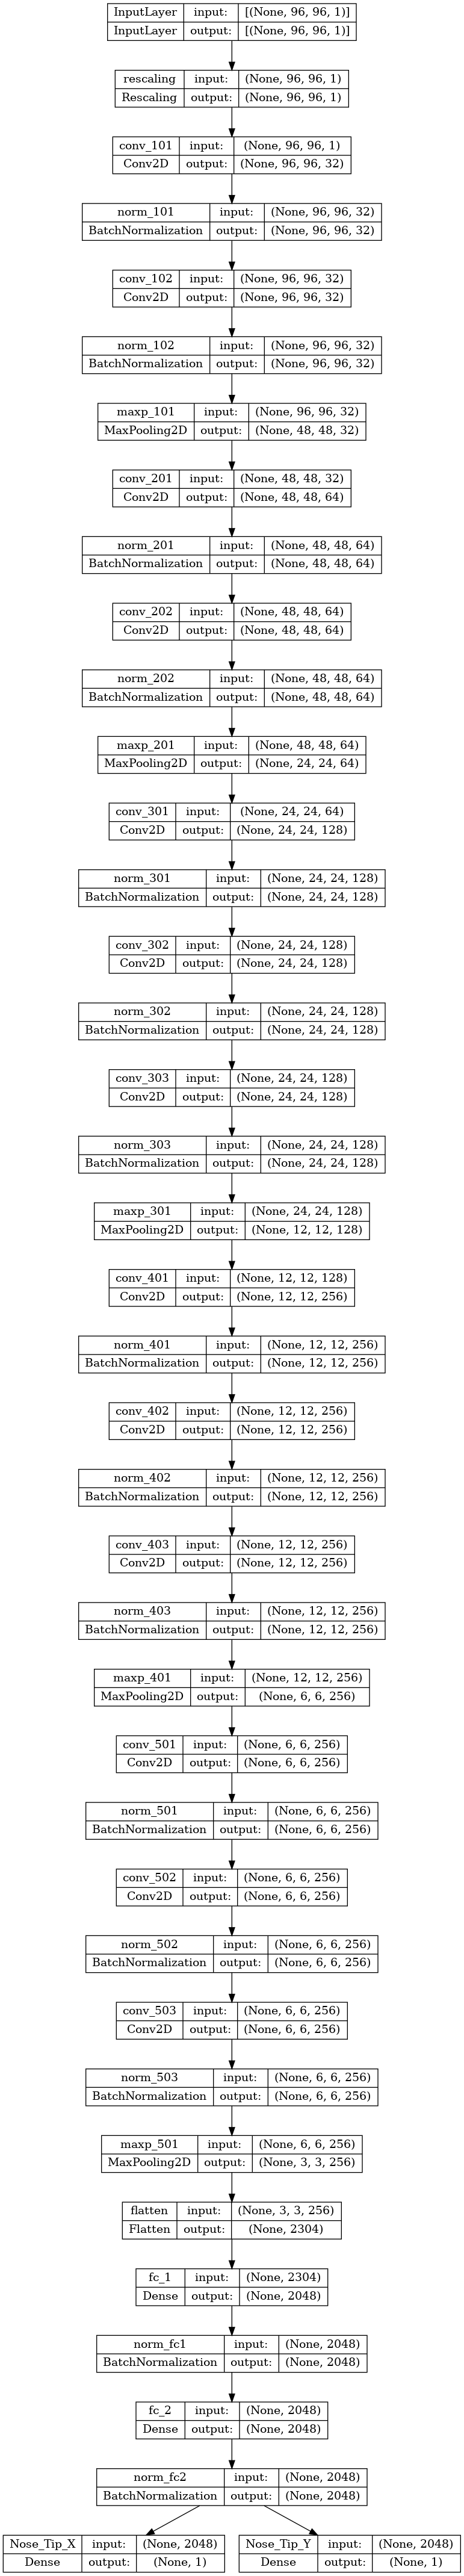 InputLayer input: [(None, 96, 96, 1)]
InputLayer output: [(None, 96, 96, 1)]
rescaling input: (None, 96, 96, 1)
Rescaling output: (None, 96, 96, 1)
conv_101 input: (None, 96, 96, 1)
Conv2D output: (None, 96, 96, 32)
norm_101 input: (None, 96, 96, 32)
BatchNormalization output: (None, 96, 96, 32)
conv_102 input: (None, 96, 96, 32)
Conv2D output: (None, 96, 96, 32)
norm_102 input: (None, 96, 96, 32)
BatchNormalization output: (None, 96, 96, 32)
maxp_101 input: (None, 96, 96, 32)
MaxPooling2D output: (None, 48, 48, 32)
conv_201 input: (None, 48, 48, 32)
Conv2D output: (None, 48, 48, 64)
norm_201 input: (None, 48, 48, 64)
BatchNormalization output: (None, 48, 48, 64)
conv_202 input: (None, 48, 48, 64)
Conv2D output: (None, 48, 48, 64)
norm_202 input: (None, 48, 48, 64)
BatchNormalization output: (None, 48, 48, 64)
maxp_201 input: (None, 48, 48, 64)
MaxPooling2D output: (None, 24, 24, 64)
conv_301 input: (None, 24, 24, 64)
Conv2D output: (None, 24, 24, 128)
norm_301 input: (None, 24, 24, 128)
BatchNormalization output: (None, 24, 24, 128)
conv_302 input: (None, 24, 24, 128)
Conv2D output: (None, 24, 24, 128)
norm_302 input: (None, 24, 24, 128)
BatchNormalization output: (None, 24, 24, 128)
conv_303 input: (None, 24, 24, 128)
Conv2D output: (None, 24, 24, 128)
norm_303 input: (None, 24, 24, 128)
BatchNormalization output: (None, 24, 24, 128)
maxp_301 input: (None, 24, 24, 128)
MaxPooling2D output: (None, 12, 12, 128)
conv_401 input: (None, 12, 12, 128)
Conv2D output: (None, 12, 12, 256)
norm_401 input: (None, 12, 12, 256)
BatchNormalization output: (None, 12, 12, 256)
conv_402 input: (None, 12, 12, 256)
Conv2D output: (None, 12, 12, 256)
norm_402 input: (None, 12, 12, 256)
BatchNormalization output: (None, 12, 12, 256)
conv_403 input: (None, 12, 12, 256)
Conv2D output: (None, 12, 12, 256)
norm_403 input: (None, 12, 12, 256)
BatchNormalization output: (None, 12, 12, 256)
maxp_401 input: (None, 12, 12, 256)
MaxPooling2D output: (None, 6, 6, 256)
conv_501 input: (None, 6, 6, 256)
Conv2D output: (None, 6, 6, 256)
norm_501 input: (None, 6, 6, 256)
BatchNormalization output: (None, 6, 6, 256)
conv_502 input: (None, 6, 6, 256)
Conv2D output: (None, 6, 6, 256)
norm_502 input: (None, 6, 6, 256)
BatchNormalization output: (None, 6, 6, 256)
conv_503 input: (None, 6, 6, 256)
Conv2D output: (None, 6, 6, 256)
norm_503 input: (None, 6, 6, 256)
BatchNormalization output: (None, 6, 6, 256)
maxp_501 input: (None, 6, 6, 256)
MaxPooling2D output: (None, 3, 3, 256)
flatten input: (None, 3, 3, 256)
Flatten output: (None, 2304)
fc_1 input: (None, 2304)
Dense output: (None, 2048)
norm_fc1 input: (None, 2048)
BatchNormalization output: (None, 2048)
fc_2 input: (None, 2048)
Dense output: (None, 2048)
norm_fc2 input: (None, 2048)
BatchNormalization output: (None, 2048)
Nose_Tip_X input: (None, 2048)
Dense output: (None, 1)
Nose_Tip_Y input: (None, 2048)
Dense output: (None, 1)